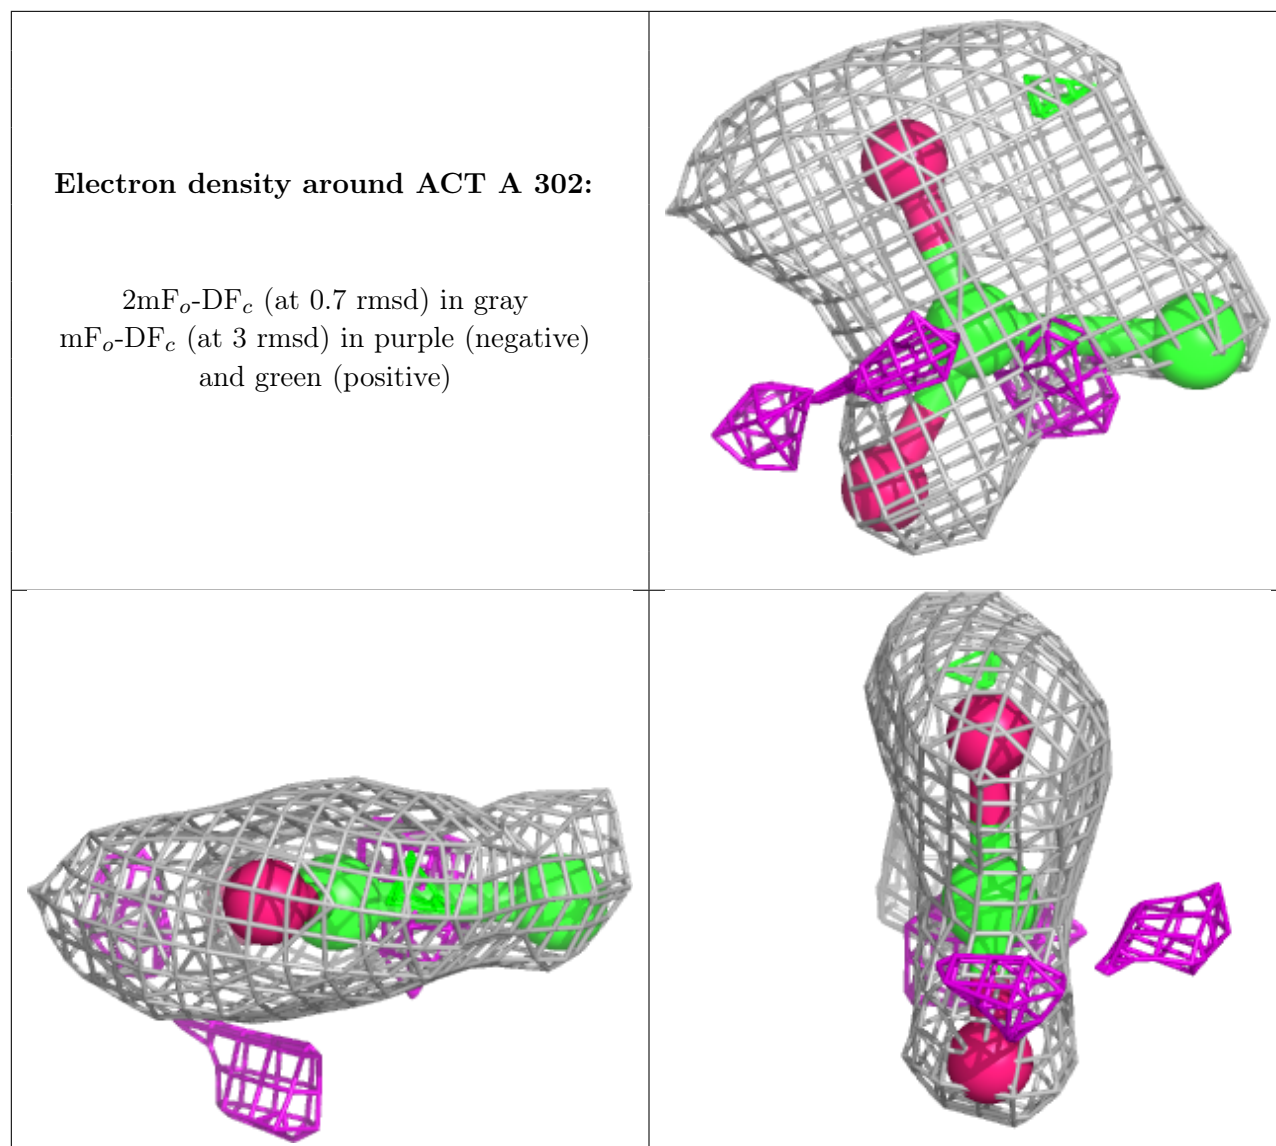 Electron density around ACT A 302:
2mFo-DFc (at 0.7 rmsd) in gray
mFo-DFc (at 3 rmsd) in purple (negative)
and green (positive)